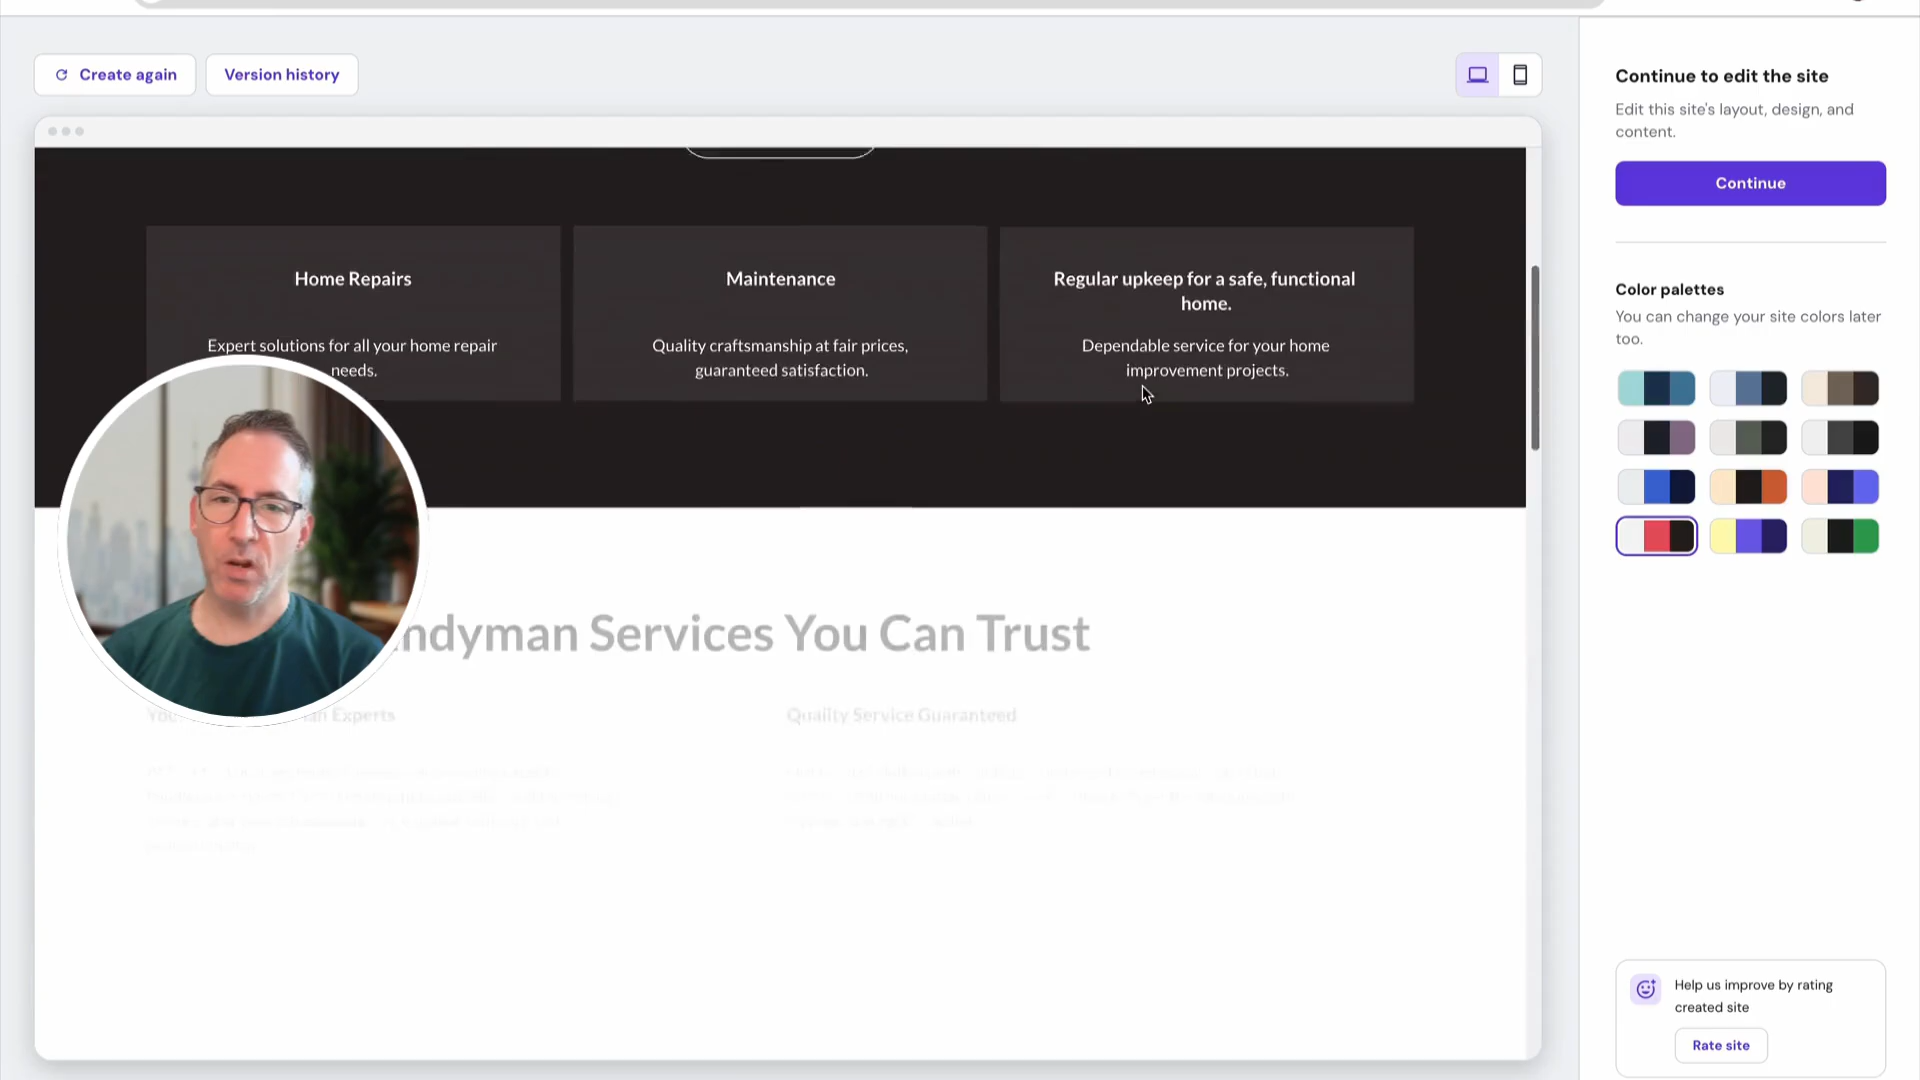 Create again
Version history
Continue to edit the site
Edit this site's layout, design, and
content.
Continue
Home Repairs
Expert solutions for all your home repair
needs.
Maintenance
Quality craftsmanship at fair prices,
guaranteed satisfaction.
Regular upkeep for a safe, functional
home.
Dependable service for your home
improvement projects.
Color palettes
You can change your site colors later
too.
ndyman Services You Can Trust
Experts
Quality Service Guaranteed
Help us improve by rating
created site
Rate site